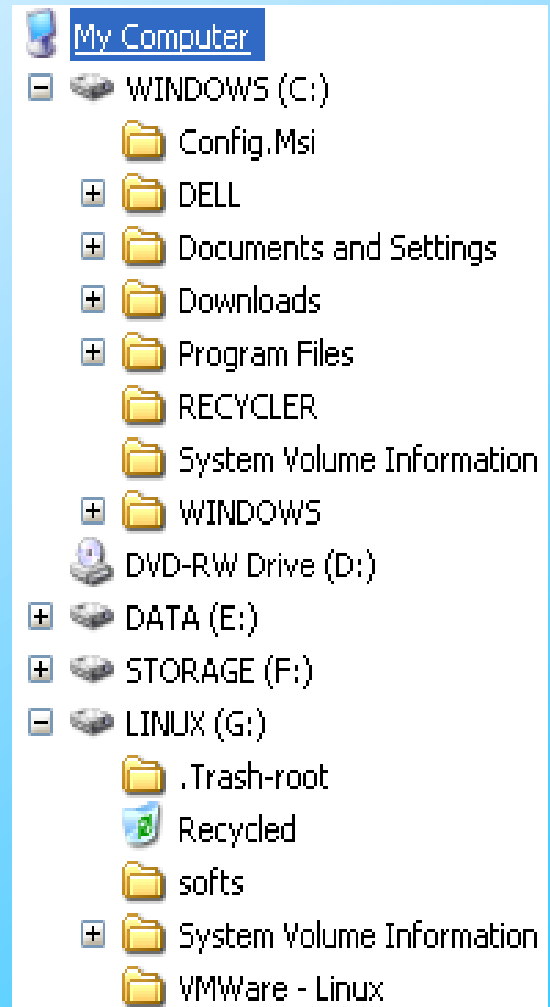 My Computer
WINDOWS (C:)
Config.Msi
DELL
Documents and Settings
Downloads
Program Files
RECYCLER
System Volume Information
WINDOWS
DVD-RW Drive (D:)
DATA (E:)
STORAGE (F:)
LINUX (G:)
.Trash-root
Recycled
softs
System Volume Information
VMWare - Linux